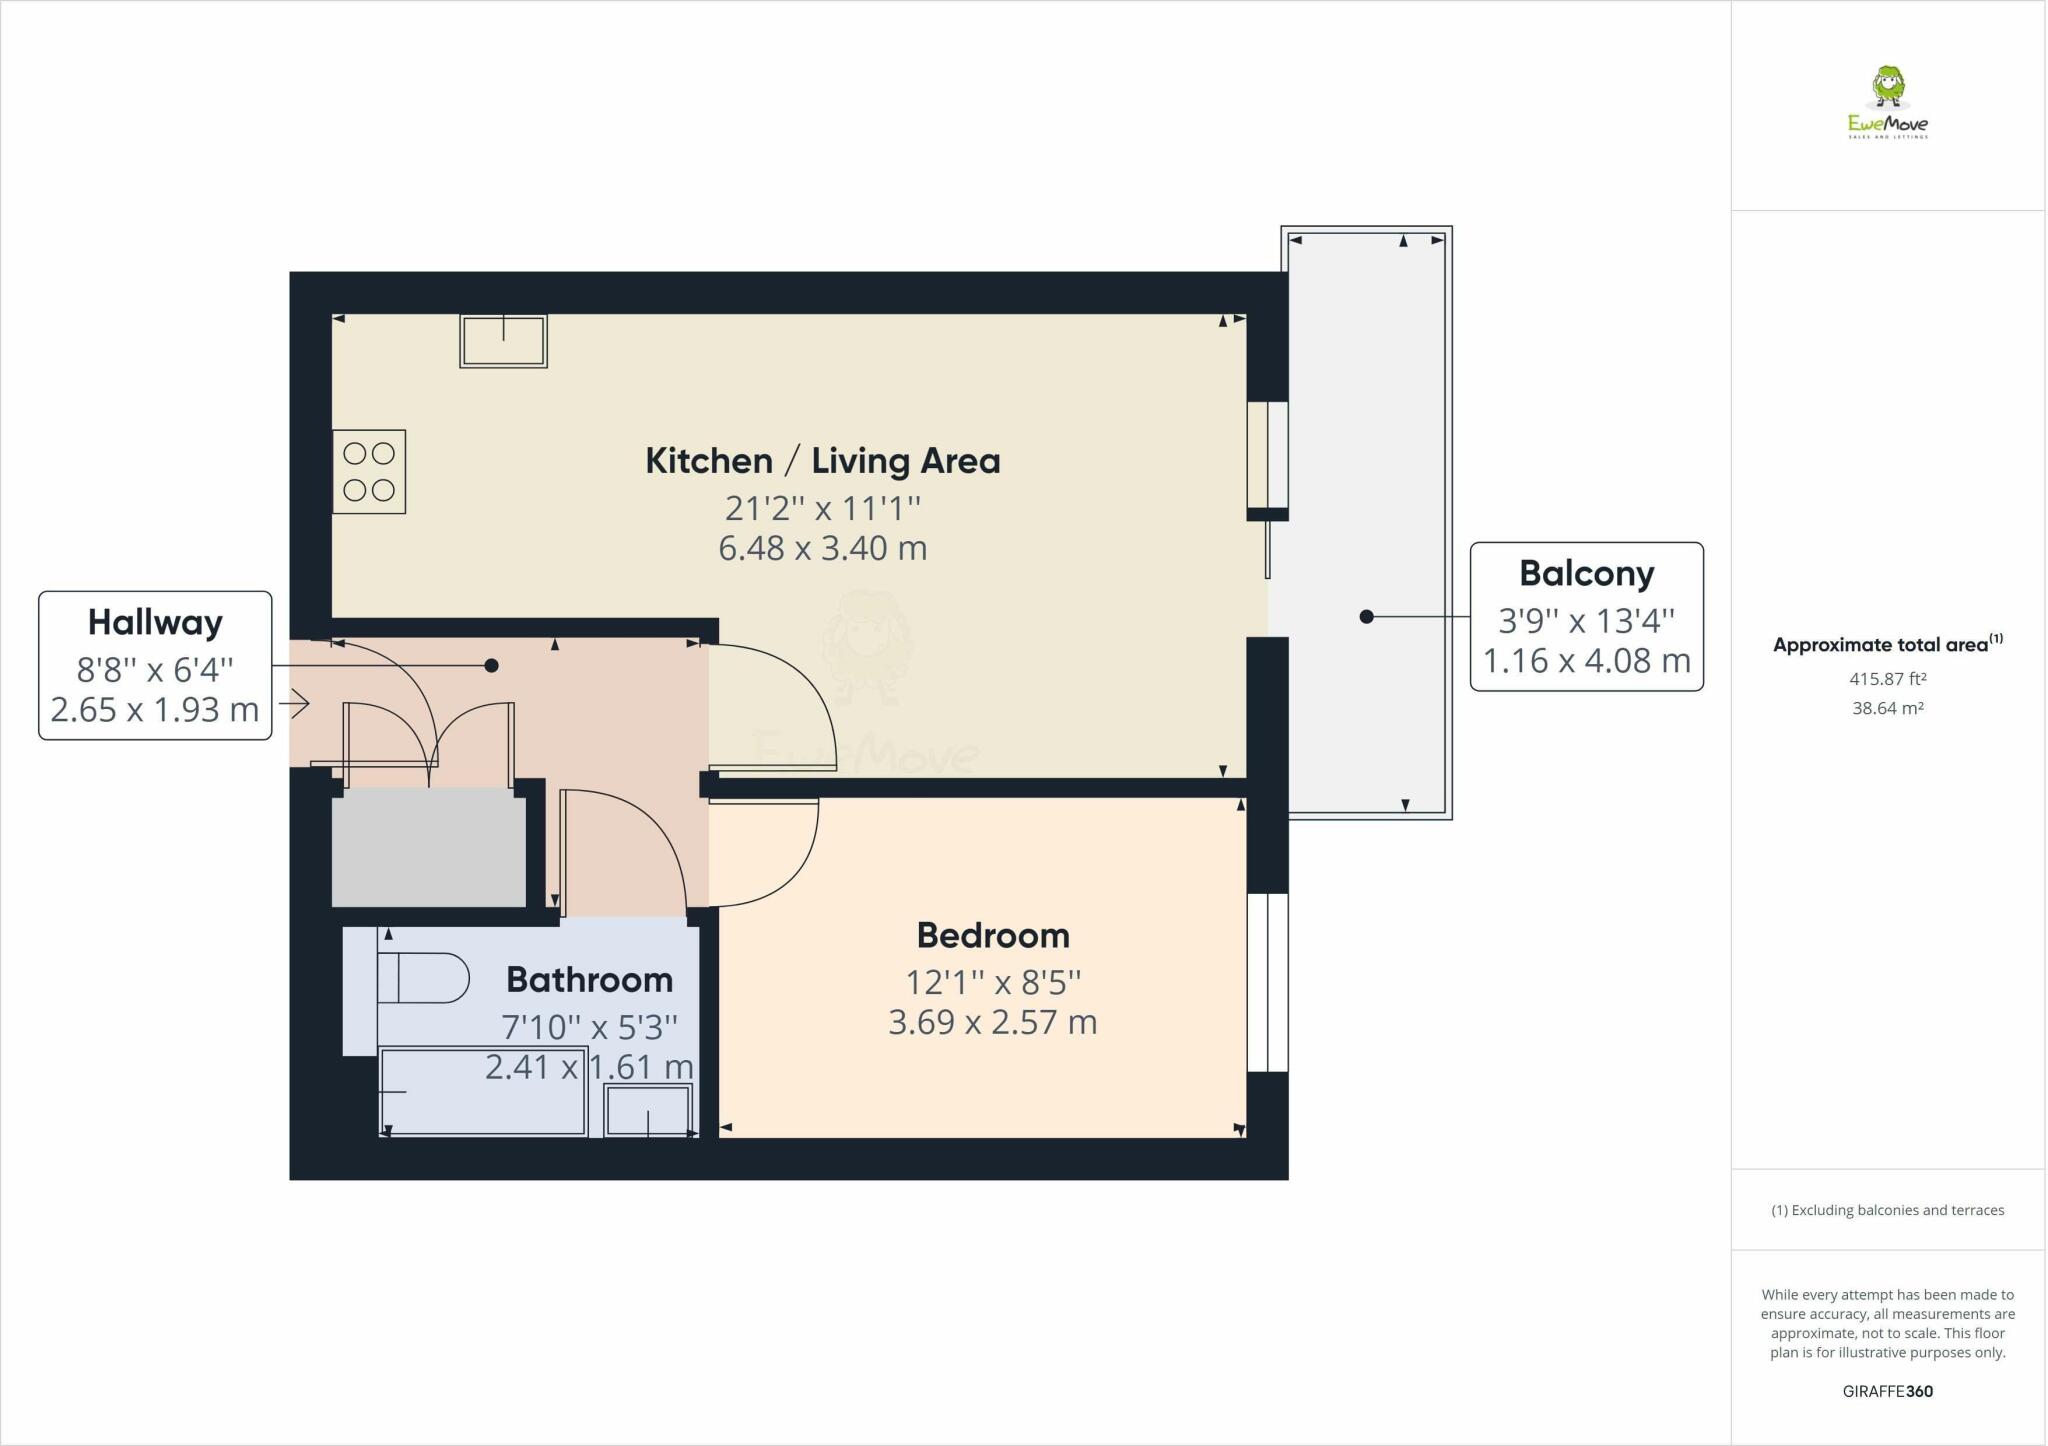 EweMove
SALES AND LETTINGS
Kitchen / Living Area
21'2'' x 11'1''
6.48 x 3.40 m
Hallway
8'8'' x 6'4''
2.65 x 1.93 m
Balcony
3'9'' x 13'4''
1.16 x 4.08 m
EweMove
Bedroom
12'1'' x 8'5''
3.69 x 2.57 m
Bathroom
7'10'' x 5'3''
2.41 x 1.61 m
Approximate total area(1)
415.87 ft²
38.64 m²
(1) Excluding balconies and terraces
While every attempt has been made to
ensure accuracy, all measurements are
approximate, not to scale. This floor
plan is for illustrative purposes only.
GIRAFFE360